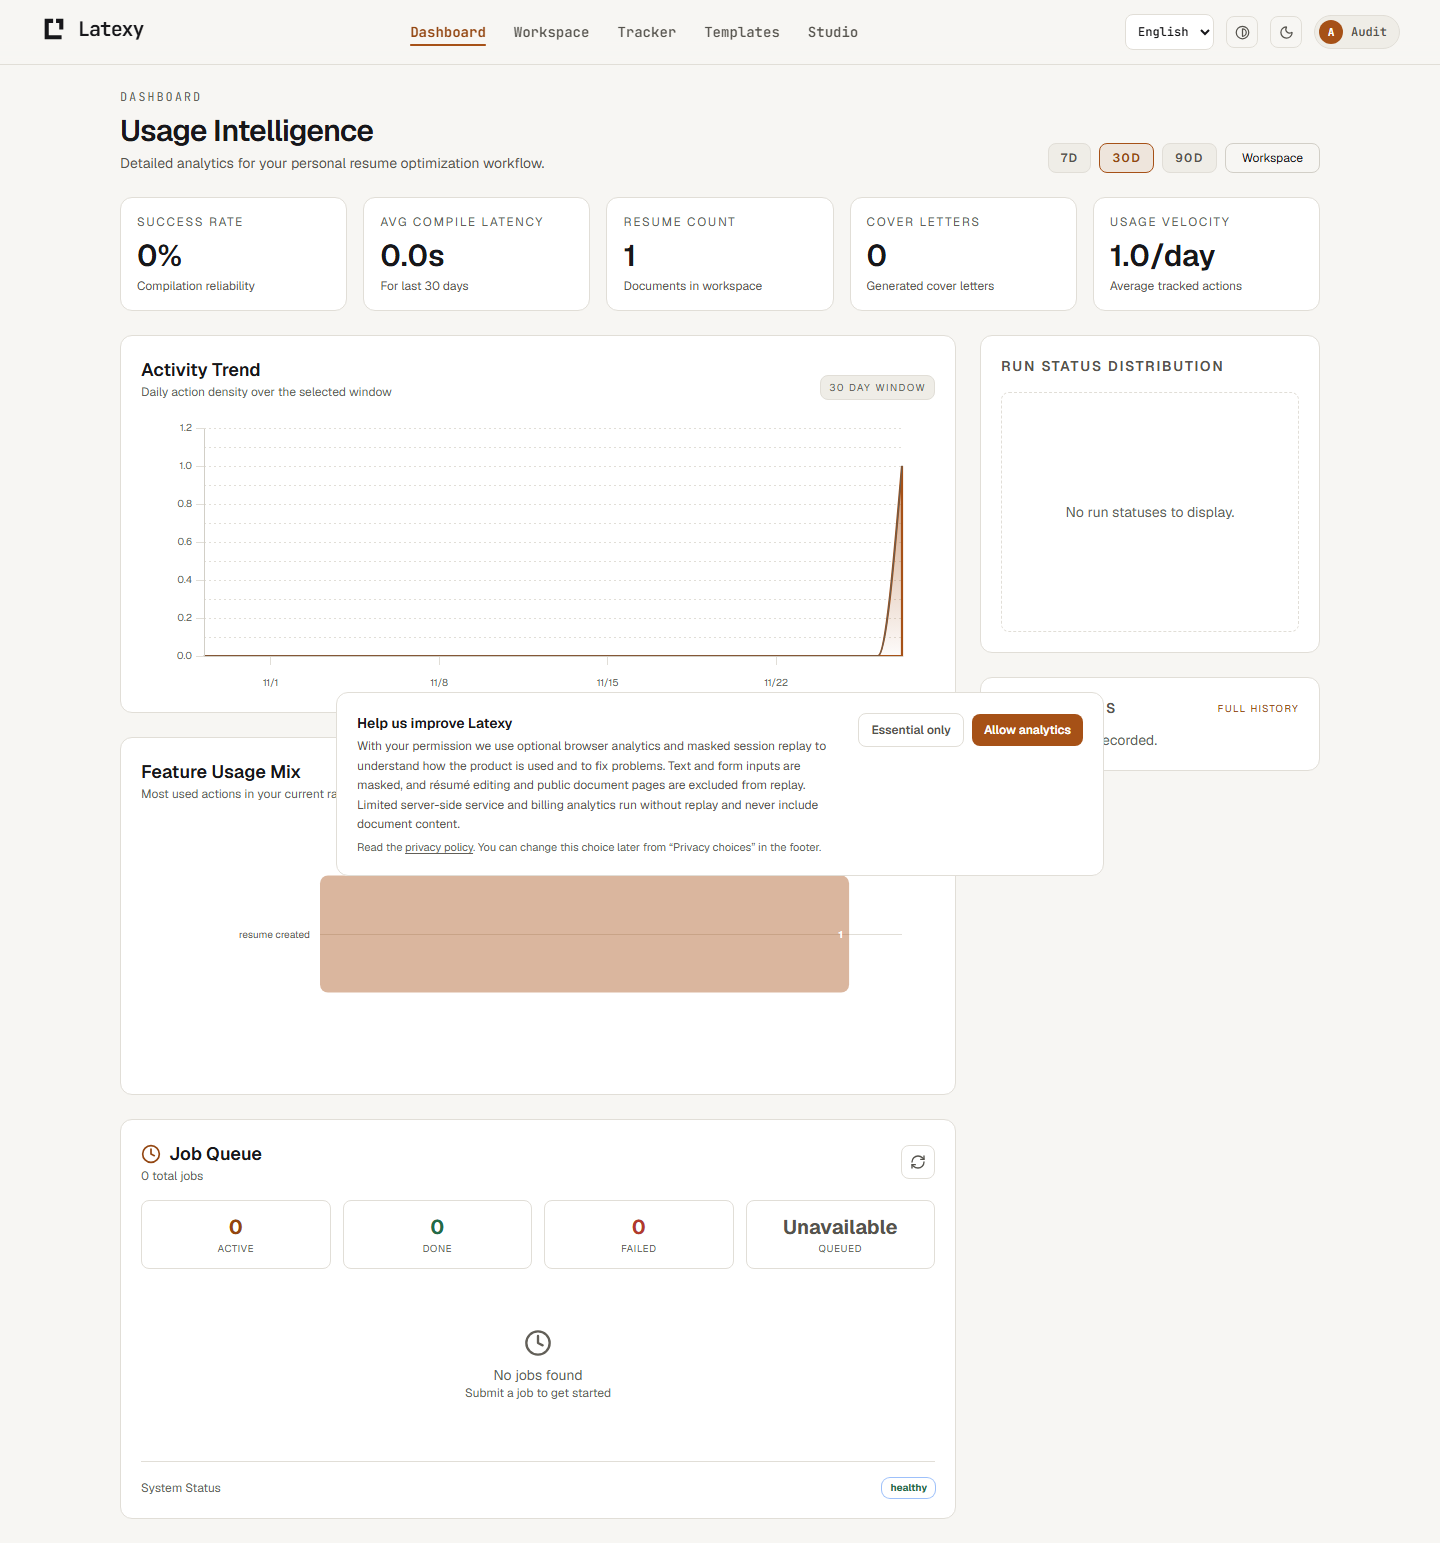 Latexy
Dashboard
Workspace
Tracker
Templates
Studio
English
A
Audit
DASHBOARD
Usage Intelligence
Detailed analytics for your personal resume optimization workflow.
7D
30D
90D
Workspace
SUCCESS RATE
0%
Compilation reliability
AVG COMPILE LATENCY
0.0s
For last 30 days
RESUME COUNT
1
Documents in workspace
COVER LETTERS
0
Generated cover letters
USAGE VELOCITY
1.0/day
Average tracked actions
Activity Trend
Daily action density over the selected window
30 DAY WINDOW
1.2
1.0
0.8
0.6
0.4
0.2
0.0
11/1
11/8
11/15
11/22
RUN STATUS DISTRIBUTION
No run statuses to display.
S
FULL HISTORY
ecorded.
Help us improve Latexy
With your permission we use optional browser analytics and masked session replay to
understand how the product is used and to fix problems. Text and form inputs are
masked, and résumé editing and public document pages are excluded from replay.
Limited server-side service and billing analytics run without replay and never include
document content.
Read the privacy policy. You can change this choice later from “Privacy choices” in the footer.
Essential only
Allow analytics
Feature Usage Mix
Most used actions in your current ra
resume created
1
Job Queue
0 total jobs
0
ACTIVE
0
DONE
0
FAILED
Unavailable
QUEUED
No jobs found
Submit a job to get started
System Status
healthy